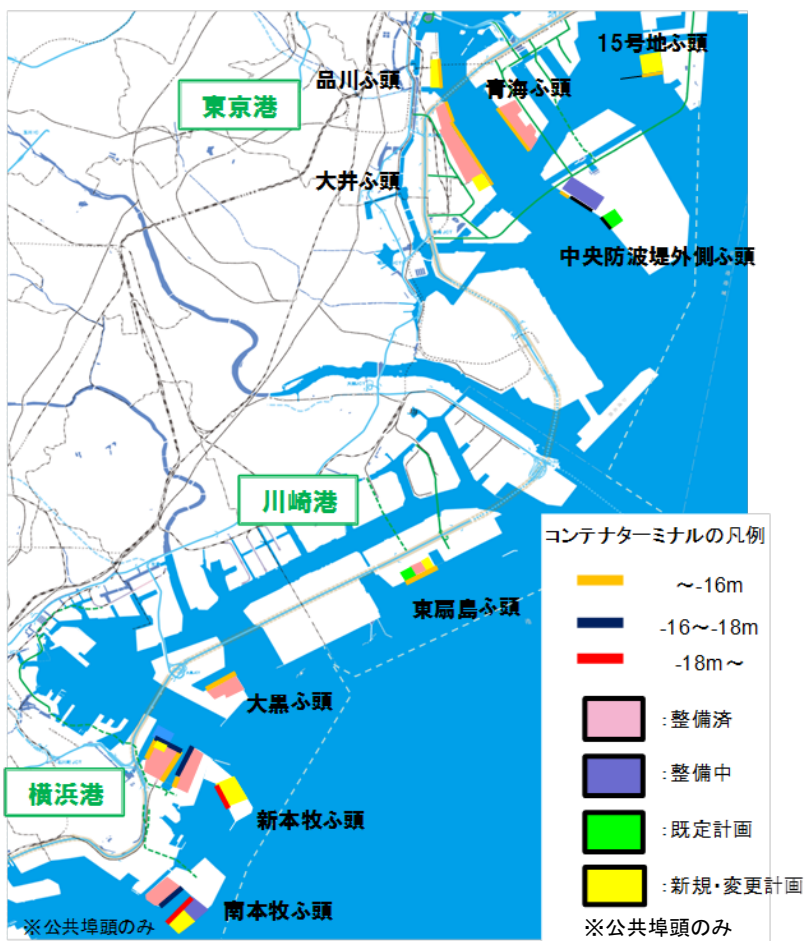 15号地ふ頭
品川ふ頭
青海ふ頭
東京港
大井ふ頭
中央防波堤外側ふ頭
川崎港
コンテナターミナルの凡例
～-16m
東扇島ふ頭
-16～-18m
-18m～
大黒ふ頭
:整備済
:整備中
横浜港
新本牧ふ頭
:既定計画
:新規・変更計画
南本牧ふ頭
※公共埠頭のみ
※公共埠頭のみ